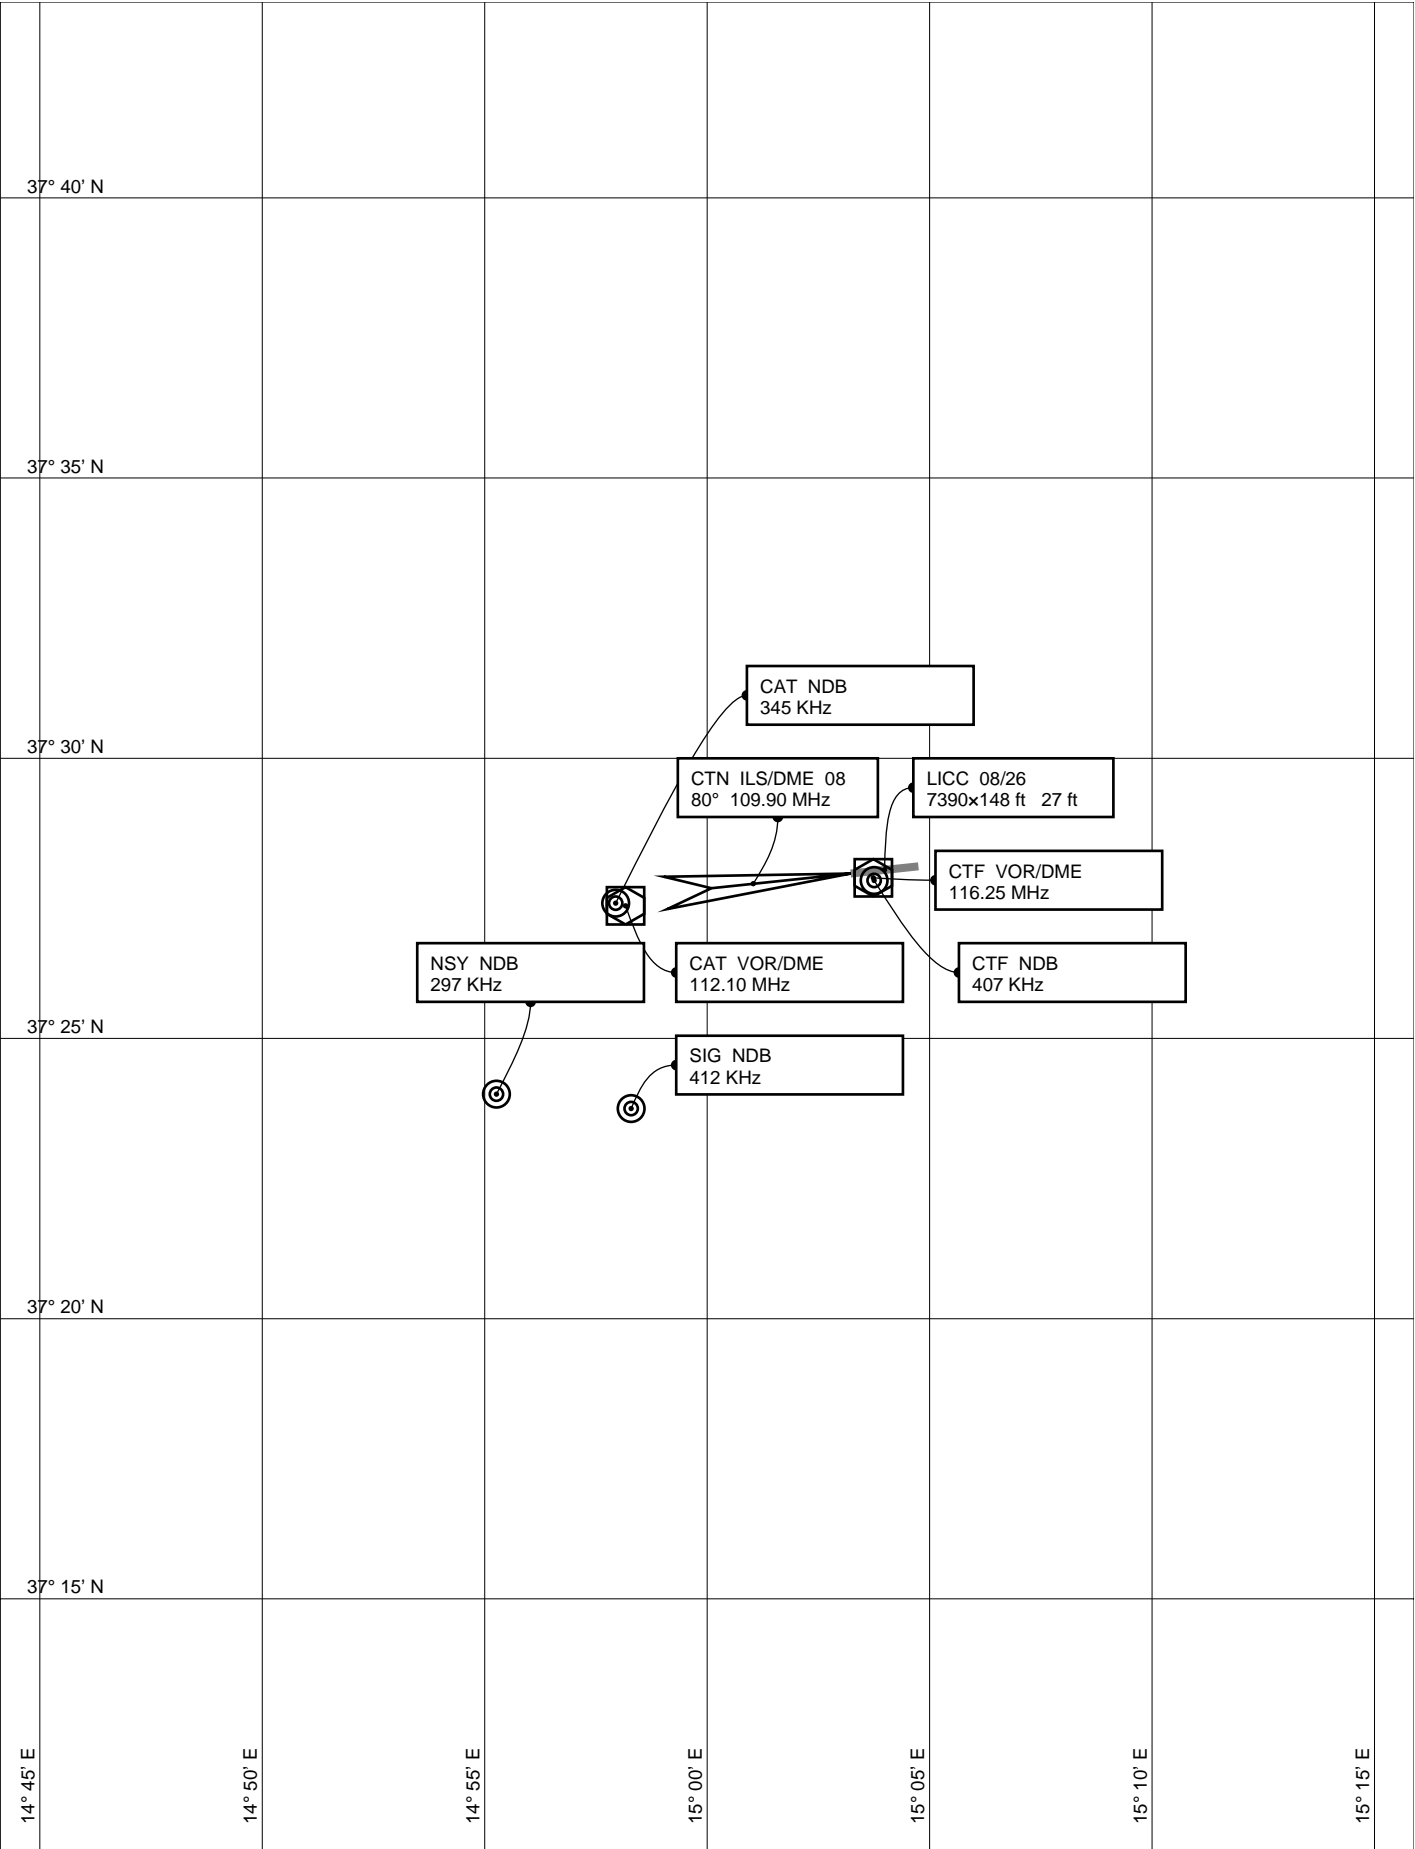 37° 40’ N
37° 35’ N
CAT NDB
345 KHz
37° 30’ N
CTN ILS/DME 08
80° 109.90 MHz
LICC 08/26
7390×148 ft 27 ft
CTF VOR/DME
116.25 MHz
NSY NDB
297 KHz
CAT VOR/DME
112.10 MHz
CTF NDB
407 KHz
37° 25’ N
SIG NDB
412 KHz
37° 20’ N
37° 15’ N
14° 45’ E
14° 50’ E
14° 55’ E
15° 00’ E
15° 05’ E
15° 10’ E
15° 15’ E